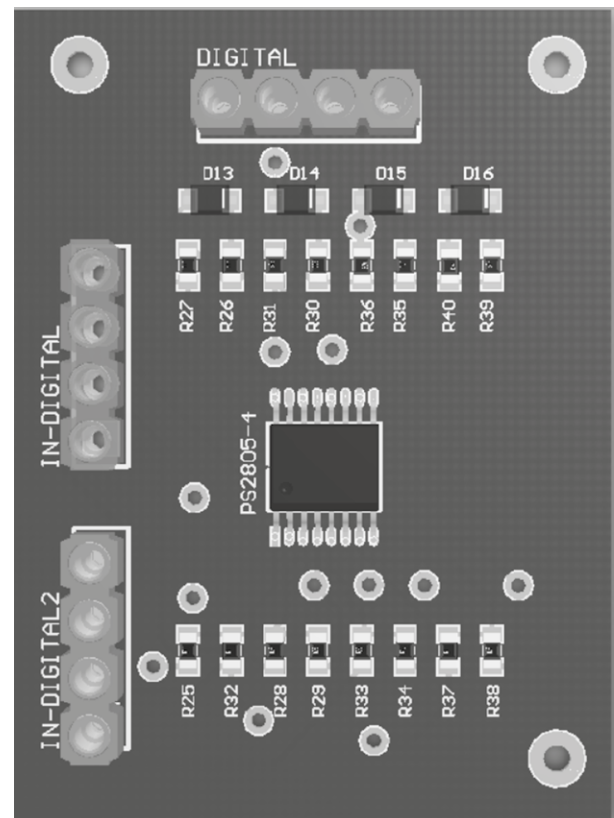 DIGITAL
D13 D14 D15 D16
R27 R26 R31 R30 R36 R35 R40 R39
IN-DIGITAL
PS2805-4
IN-DIGITAL2
R25 R32 R28 R29 R33 R34 R37 R38